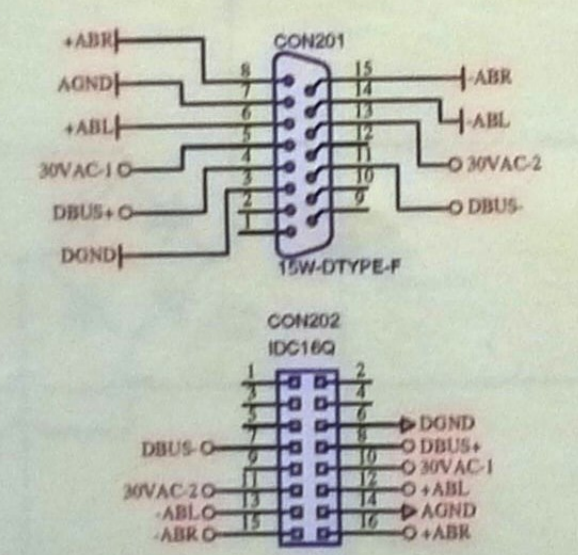 CON201
+ABR
8
15
-ABR
AGND
7
14
-ABL
+ABL
6
13
30VAC-2
30VAC-1
5
12
DBUS+
4
11
DBUS-
DGND
3
10
2
9
1
15W-DTYPE-F
CON202
IDC16Q
1
2
3
4
5
6
DGND
DBUS-
7
8
DBUS+
9
10
30VAC-1
30VAC-2
11
12
+ABL
-ABL
13
14
AGND
-ABR
15
16
+ABR